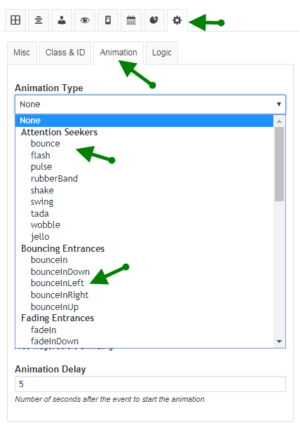 Misc Class & ID Animation Logic
Animation Type
None
None
Attention Seekers
bounce
flash
pulse
rubberBand
shake
swing
tada
wobble
jello
Bouncing Entrances
bounceIn
bounceInDown
bounceInLeft
bounceInRight
bounceInUp
Fading Entrances
fadeIn
fadeInDown
Animation Delay
5
Number of seconds after the event to start the animation.